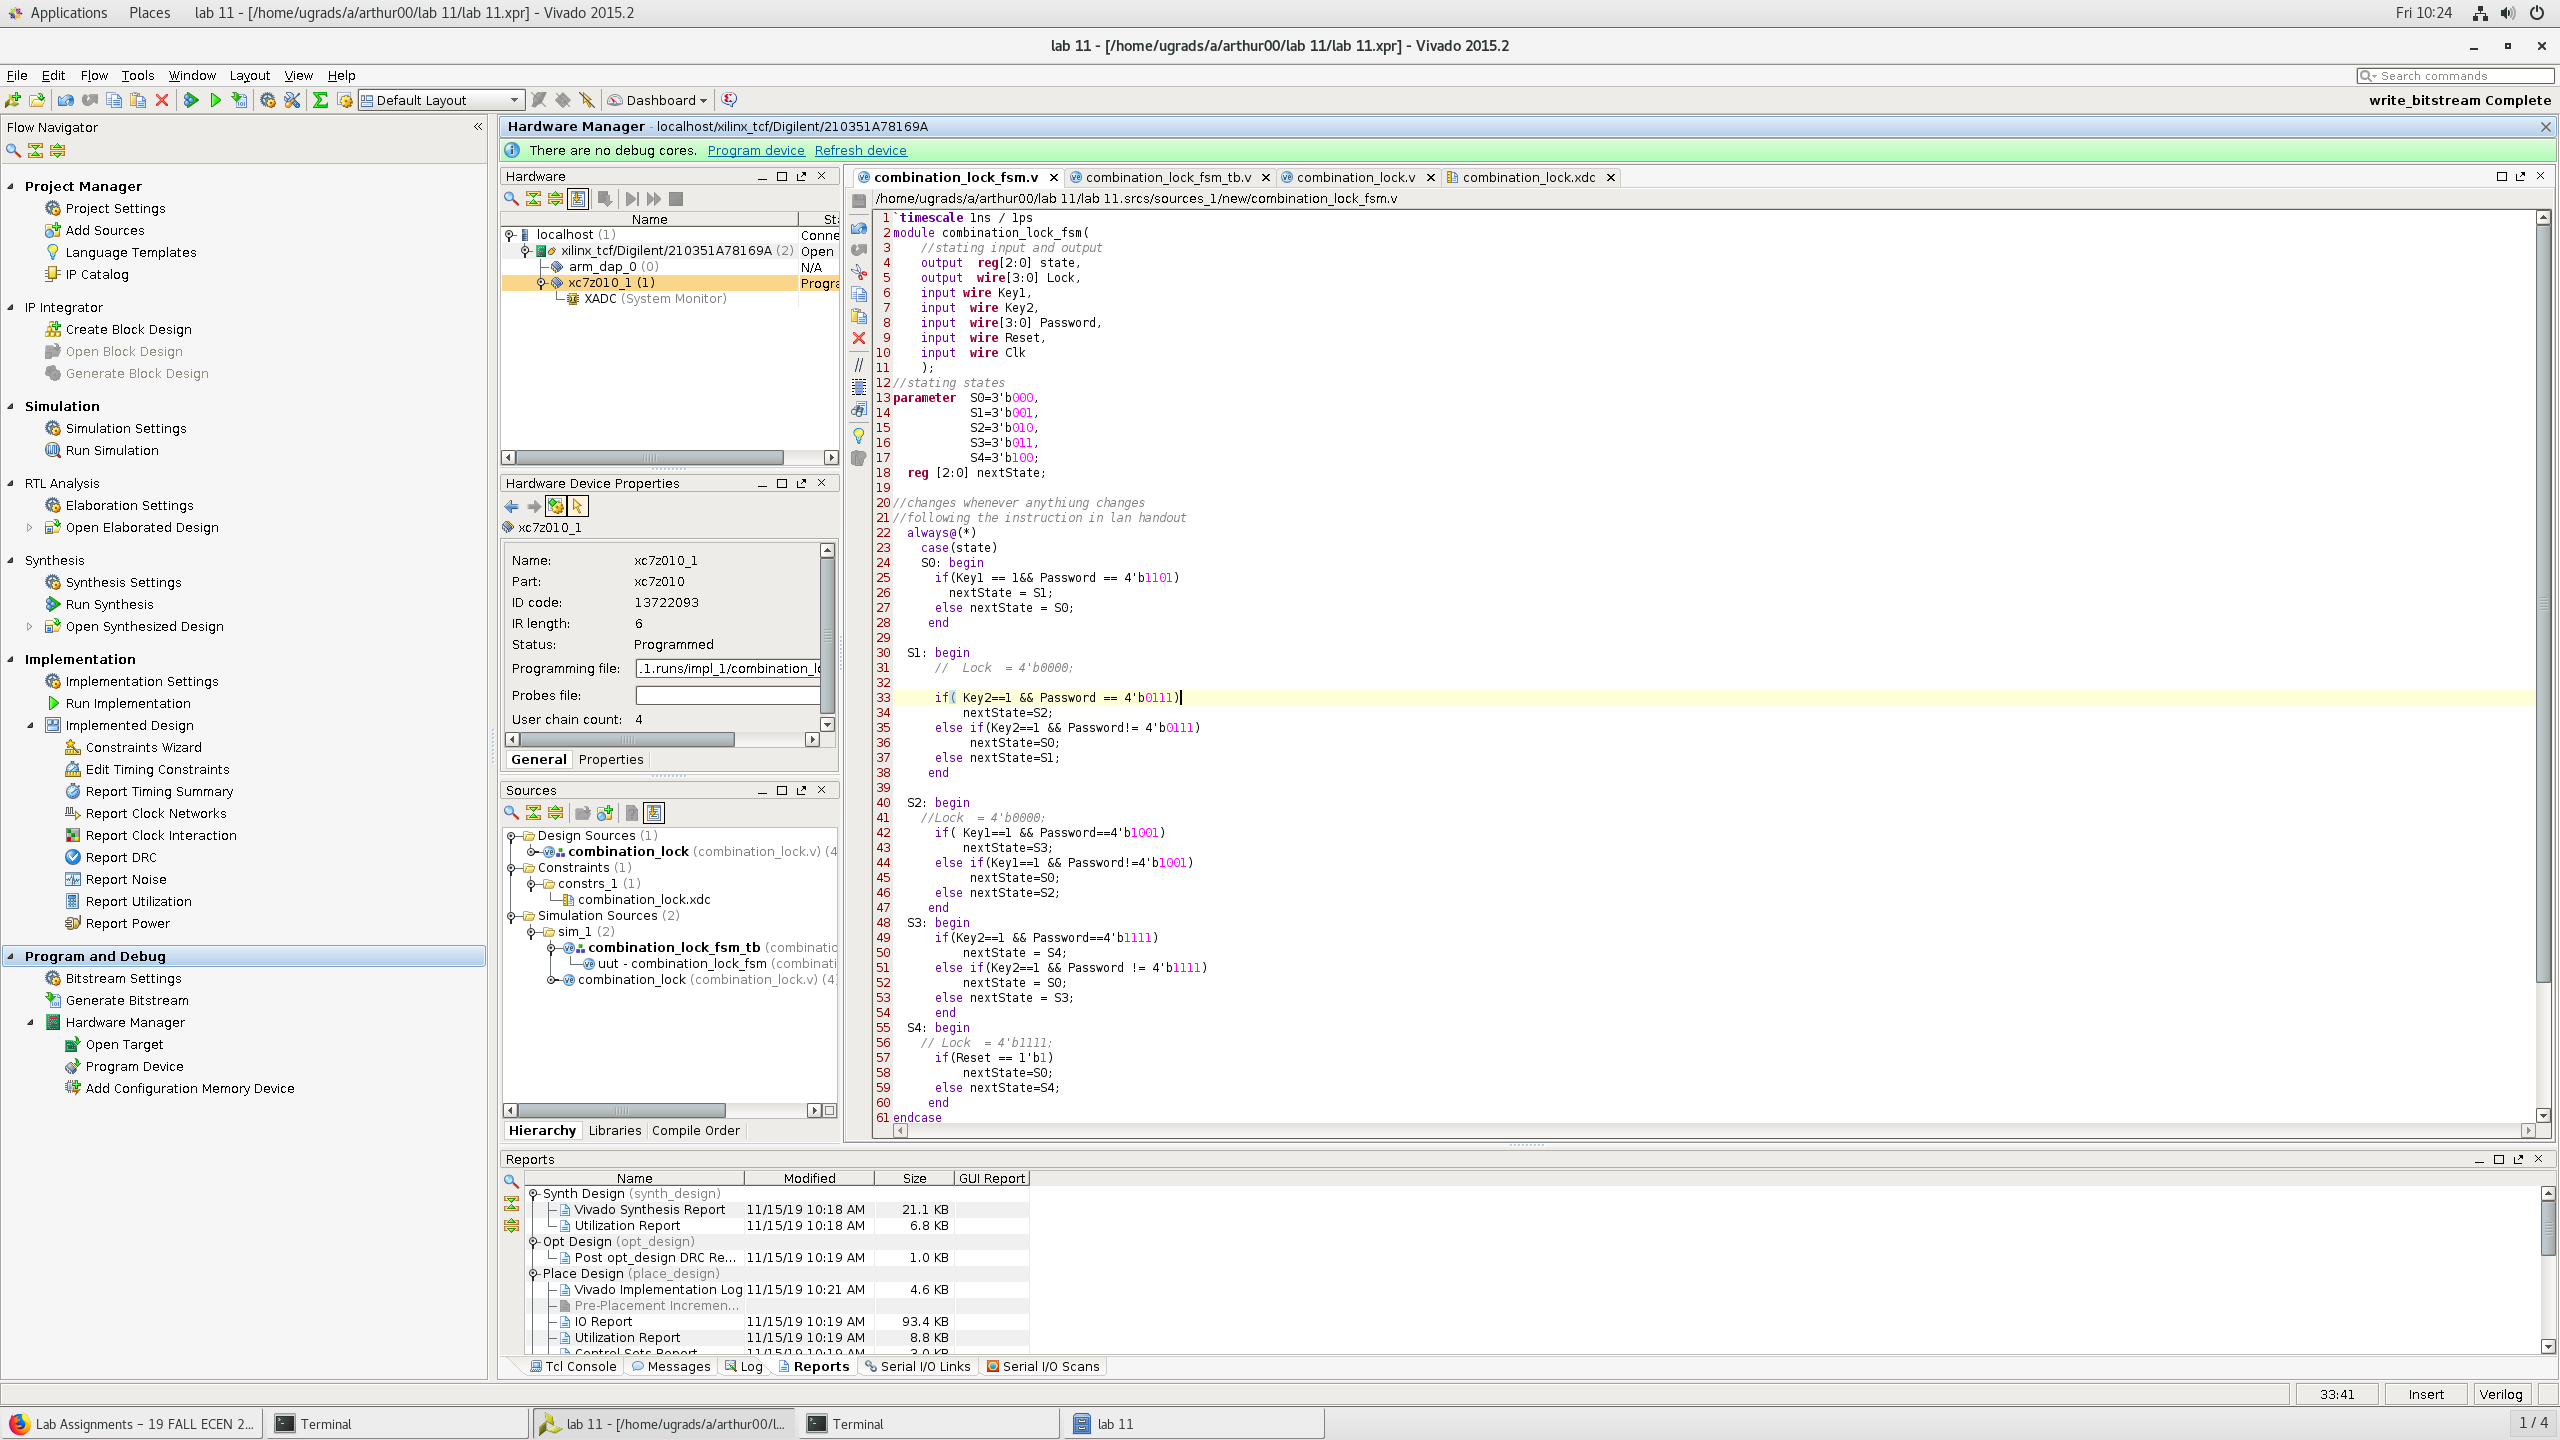 Applications Places lab 11 - [/home/ugrads/a/arthur00/lab 11/lab 11.xpr] - Vivado 2015.2 Fri 10:24
lab 11 - [/home/ugrads/a/arthur00/lab 11/lab 11.xpr] - Vivado 2015.2
File Edit Flow Tools Window Layout View Help Search commands
Default Layout Dashboard write_bitstream Complete
Flow Navigator
Project Manager
Project Settings
Add Sources
Language Templates
IP Catalog
IP Integrator
Create Block Design
Open Block Design
Generate Block Design
Simulation
Simulation Settings
Run Simulation
RTL Analysis
Elaboration Settings
Open Elaborated Design
Synthesis
Synthesis Settings
Run Synthesis
Open Synthesized Design
Implementation
Implementation Settings
Run Implementation
Implemented Design
Constraints Wizard
Edit Timing Constraints
Report Timing Summary
Report Clock Networks
Report Clock Interaction
Report DRC
Report Noise
Report Utilization
Report Power
Program and Debug
Bitstream Settings
Generate Bitstream
Hardware Manager
Open Target
Program Device
Add Configuration Memory Device
Hardware Manager - localhost/xilinx_tcf/Digilent/210351A78169A
There are no debug cores. Program device Refresh device
Hardware
Name Sta
localhost (1) Conne
xilinx_tcf/Digilent/210351A78169A (2) Open
arm_dap_0 (0) N/A
xc7z010_1 (1) Progra
XADC (System Monitor)
Hardware Device Properties
xc7z010_1
Name: xc7z010_1
Part: xc7z010
ID code: 13722093
IR length: 6
Status: Programmed
Programming file: .1.runs/impl_1/combination_lo
Probes file:
User chain count: 4
General Properties
Sources
Design Sources (1)
combination_lock (combination_lock.v) (4
Constraints (1)
constrs_1 (1)
combination_lock.xdc
Simulation Sources (2)
sim_1 (2)
combination_lock_fsm_tb (combinatio
uut - combination_lock_fsm (combinati
combination_lock (combination_lock.v) (4
Hierarchy Libraries Compile Order
combination_lock_fsm.v combination_lock_fsm_tb.v combination_lock.v combination_lock.xdc
/home/ugrads/a/arthur00/lab 11/lab 11.srcs/sources_1/new/combination_lock_fsm.v
1 `timescale 1ns / 1ps
2 module combination_lock_fsm(
3 //stating input and output
4 output reg[2:0] state,
5 output wire[3:0] Lock,
6 input wire Key1,
7 input wire Key2,
8 input wire[3:0] Password,
9 input wire Reset,
10 input wire Clk
11 );
12 //stating states
13 parameter S0=3'b000,
14 S1=3'b001,
15 S2=3'b010,
16 S3=3'b011,
17 S4=3'b100;
18 reg [2:0] nextState;
19
20 //changes whenever anythiung changes
21 //following the instruction in lan handout
22 always@(*)
23 case(state)
24 S0: begin
25 if(Key1 == 1&& Password == 4'b1101)
26 nextState = S1;
27 else nextState = S0;
28 end
29
30 S1: begin
31 // Lock = 4'b0000;
32
33 if( Key2==1 && Password == 4'b0111)
34 nextState=S2;
35 else if(Key2==1 && Password!= 4'b0111)
36 nextState=S0;
37 else nextState=S1;
38 end
39
40 S2: begin
41 //Lock = 4'b0000;
42 if( Key1==1 && Password==4'b1001)
43 nextState=S3;
44 else if(Key1==1 && Password!=4'b1001)
45 nextState=S0;
46 else nextState=S2;
47 end
48 S3: begin
49 if(Key2==1 && Password==4'b1111)
50 nextState = S4;
51 else if(Key2==1 && Password != 4'b1111)
52 nextState = S0;
53 else nextState = S3;
54 end
55 S4: begin
56 // Lock = 4'b1111;
57 if(Reset == 1'b1)
58 nextState=S0;
59 else nextState=S4;
60 end
61 endcase
Reports
Name Modified Size GUI Report
Synth Design (synth_design)
Vivado Synthesis Report 11/15/19 10:18 AM 21.1 KB
Utilization Report 11/15/19 10:18 AM 6.8 KB
Opt Design (opt_design)
Post opt_design DRC Re... 11/15/19 10:19 AM 1.0 KB
Place Design (place_design)
Vivado Implementation Log 11/15/19 10:21 AM 4.6 KB
Pre-Placement Incremen...
IO Report 11/15/19 10:19 AM 93.4 KB
Utilization Report 11/15/19 10:19 AM 8.8 KB
Control Sets Report 11/15/19 10:19 AM 3.0 KB
Tcl Console Messages Log Reports Serial I/O Links Serial I/O Scans
33:41 Insert Verilog
Lab Assignments – 19 FALL ECEN 2... Terminal lab 11 - [/home/ugrads/a/arthur00/l... Terminal lab 11 1 / 4